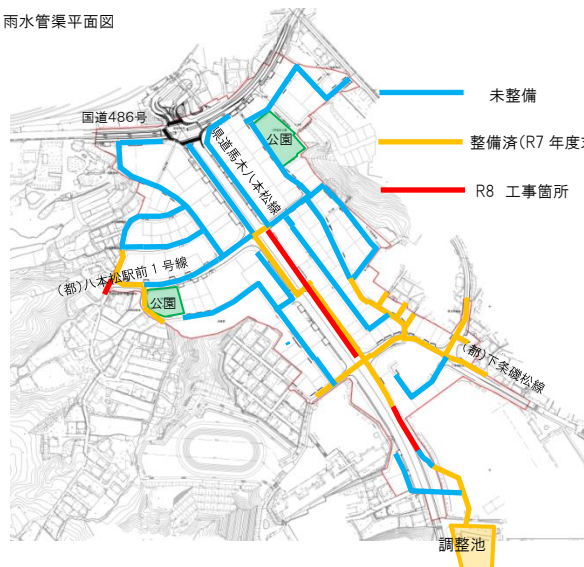 雨水管渠平面図
未整備
国道486号
公園
整備済(R7 年度
県道馬木八本松線
R8 工事箇所
(都)八本松駅前1号線
公園
(都)下条磯松線
調整池